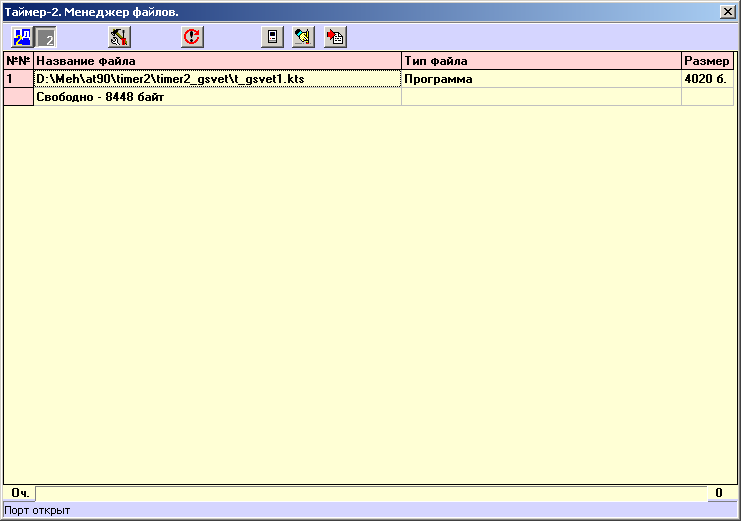 Таймер-2. Менеджер файлов.
2
№№ Название файла Тип файла Размер
1 D:\Meh\at90\timer2\timer2_gsvet\t_gsvet1.kts Программа 4020 б.
Свободно - 8448 байт
Оч. 0
Порт открыт